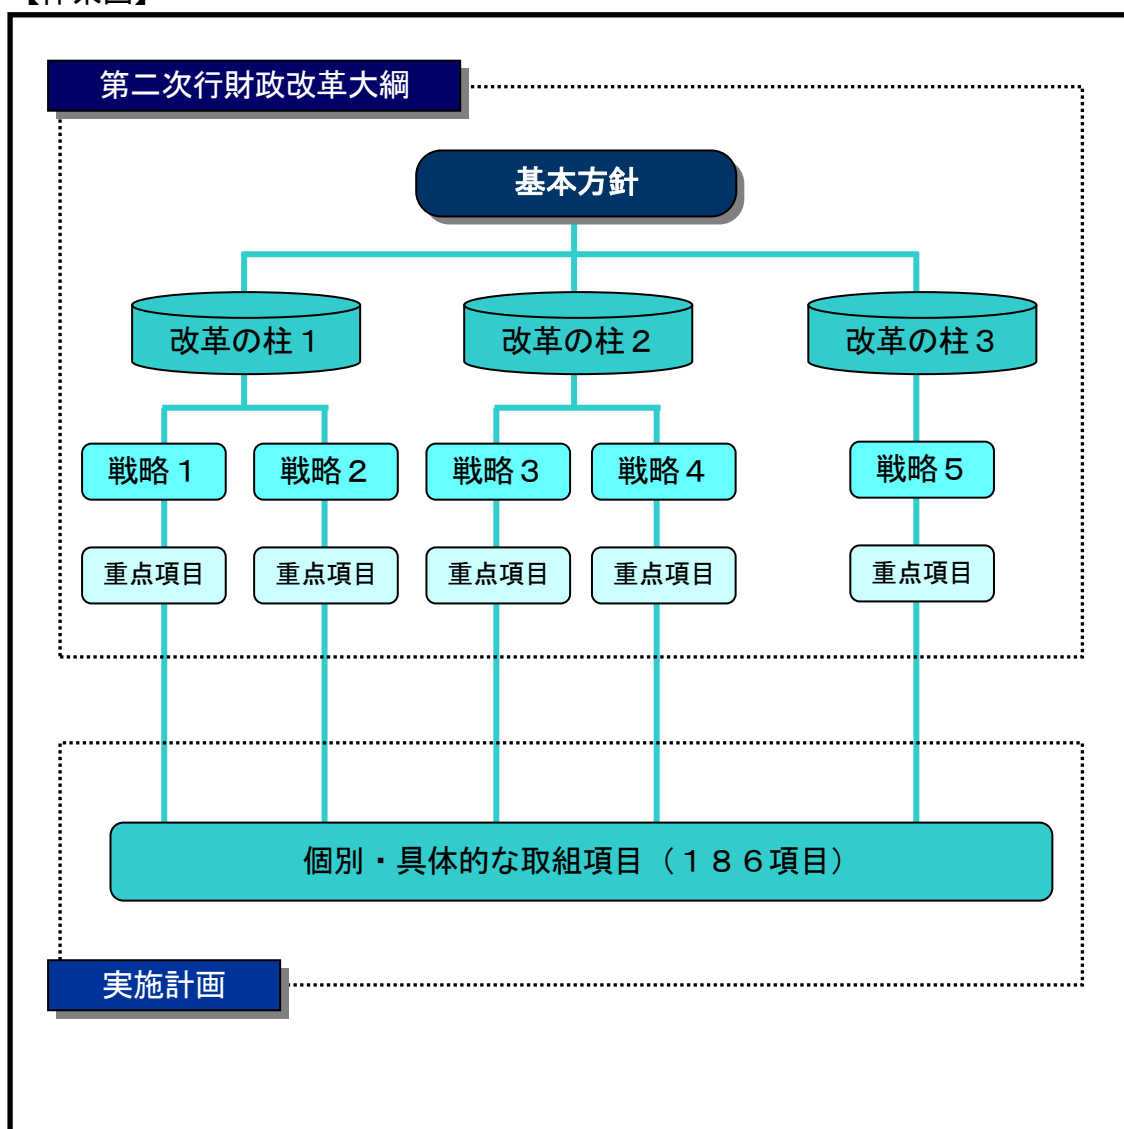 第二次行財政改革大綱
基本方針
改革の柱１
改革の柱２
改革の柱３
戦略１
戦略２
戦略３
戦略４
戦略５
重点項目
重点項目
重点項目
重点項目
重点項目
個別・具体的な取組項目（１８６項目）
実施計画